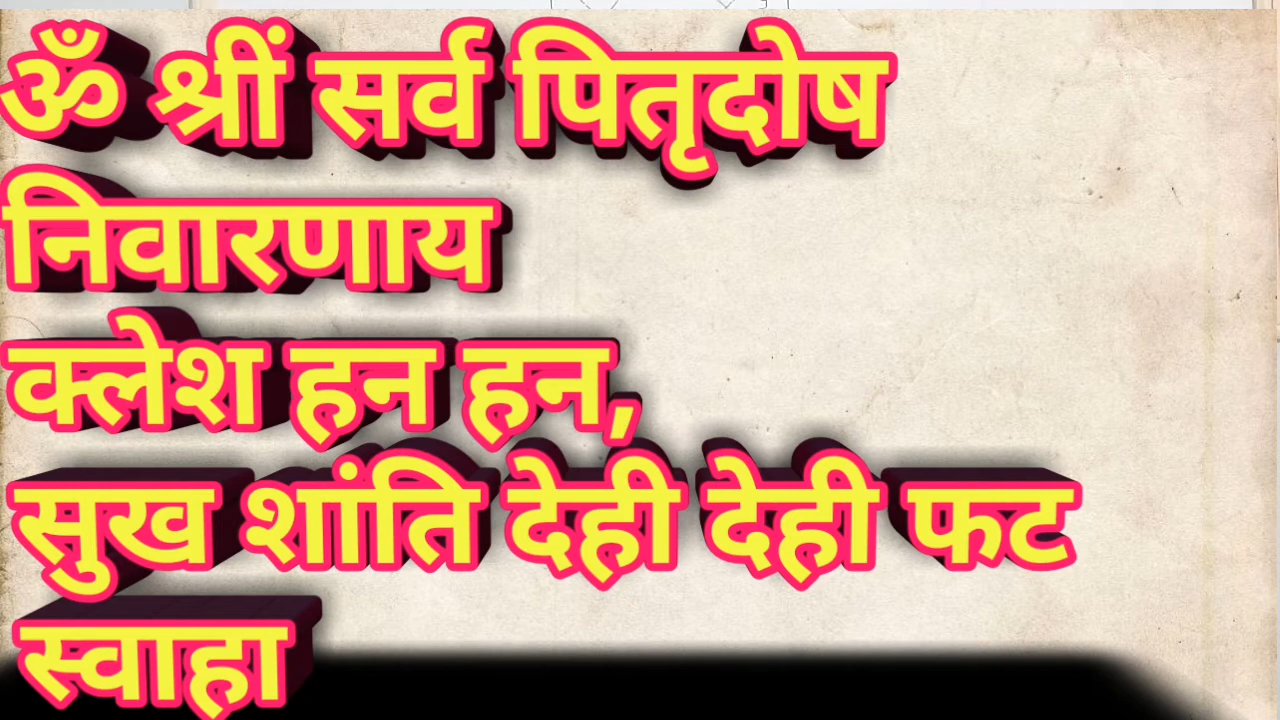 ॐ श्रीं सर्व पितृदोष
निवारणाय
क्लेश हन हन,
सुख शांति देही देही फट
स्वाहा